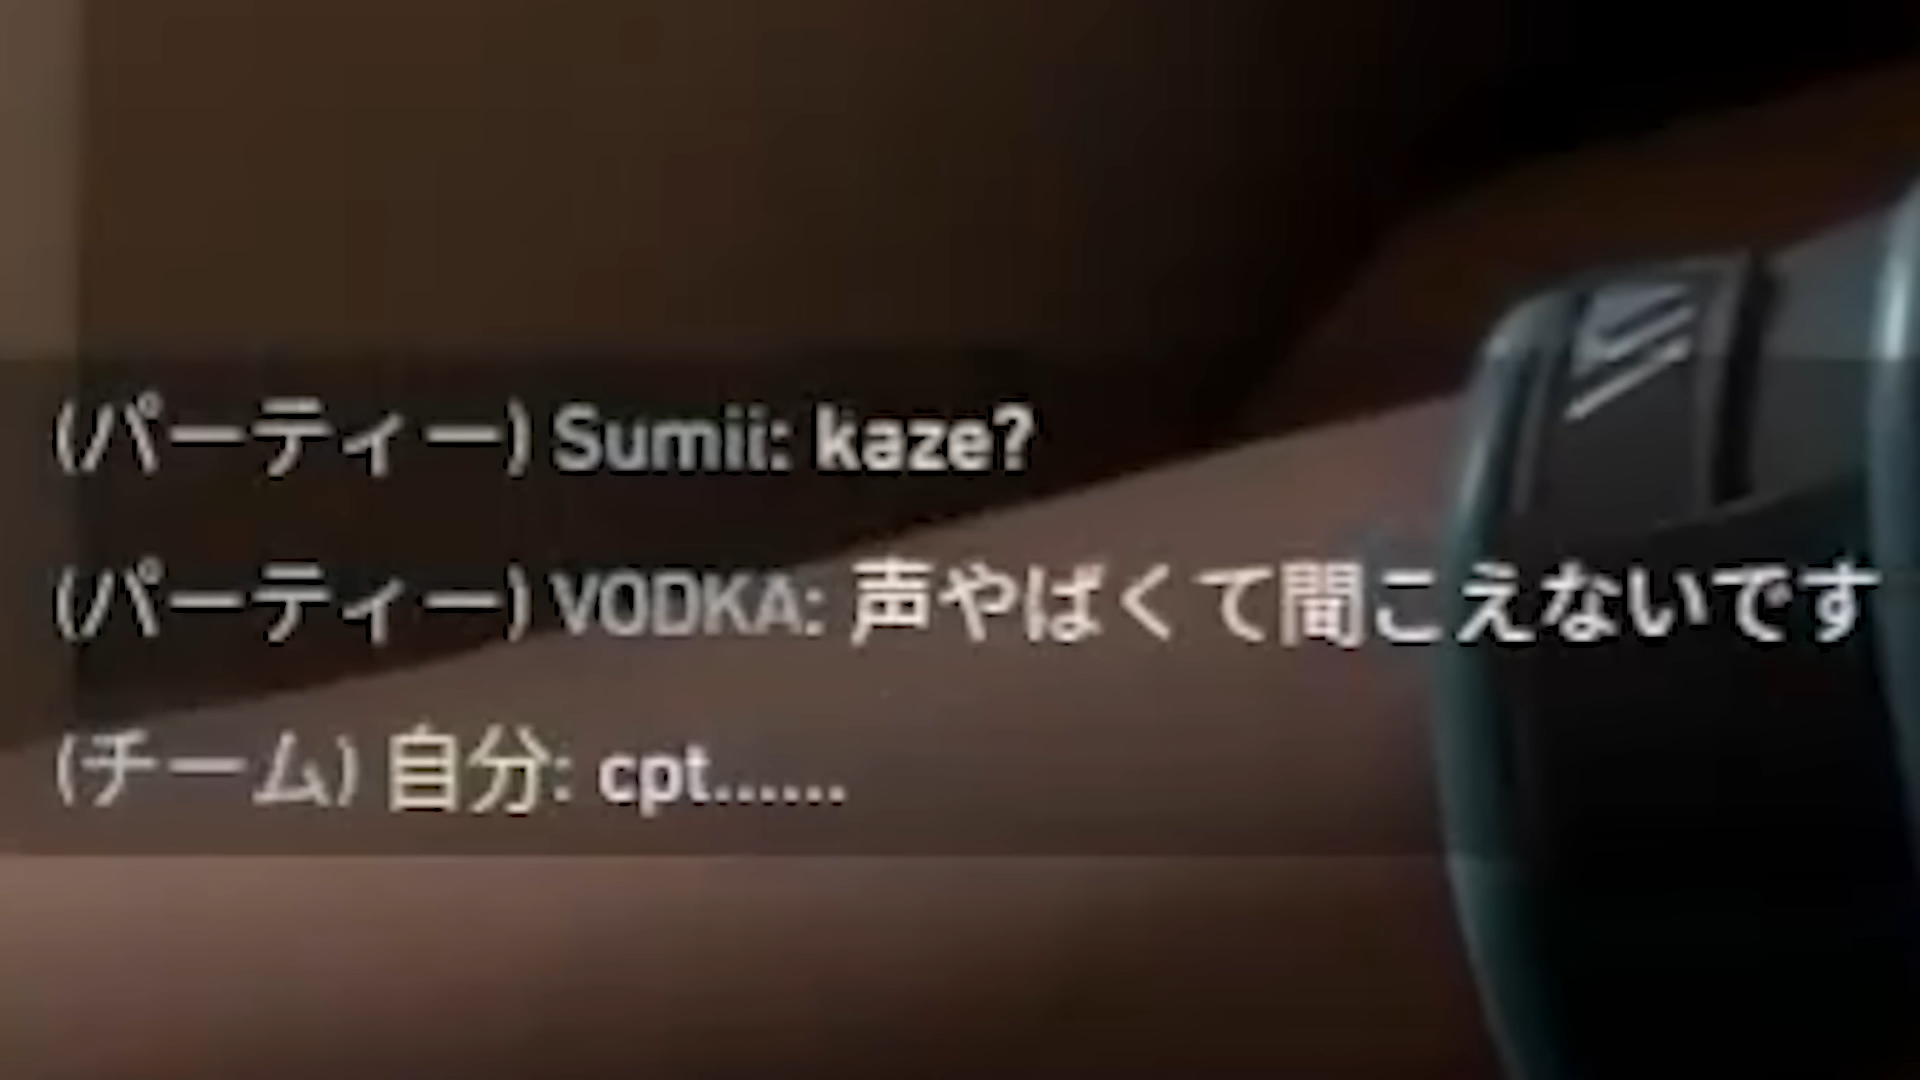 (パーティー) Sumii: kaze?
(パーティー) VODKA: 声やばくて聞こえないです
(チーム) 自分: cpt......